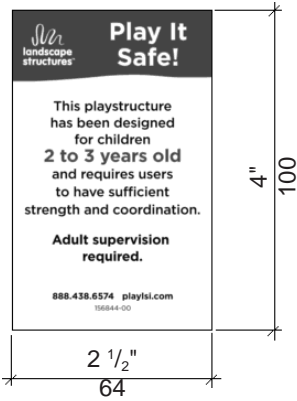 landscape
structures
Play It
Safe!
This playstructure
has been designed
for children
2 to 3 years old
and requires users
to have sufficient
strength and coordination.
Adult supervision
required.
888.438.6574 playlsi.com
156844-00
4"
100
2 1/2"
64